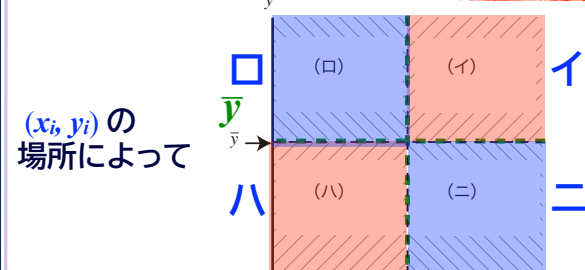 y
ロ (ロ) (イ) イ
y̅
(xᵢ, yᵢ) の
y̅
場所によって
ハ (ハ) (ニ) ニ